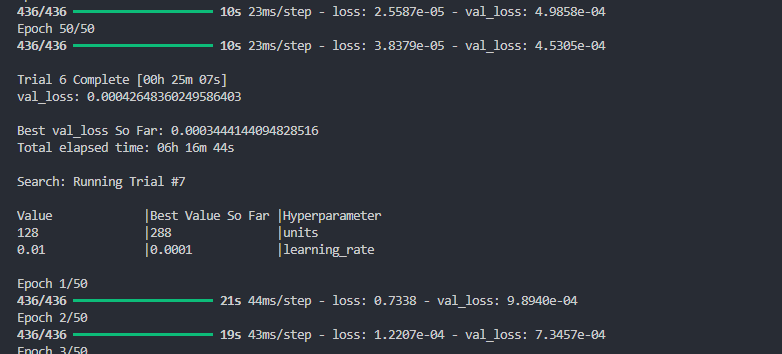 436/436 ━━━━━━━━━━━━━━━━━━━━ 10s 23ms/step - loss: 2.5587e-05 - val_loss: 4.9858e-04
Epoch 50/50
436/436 ━━━━━━━━━━━━━━━━━━━━ 10s 23ms/step - loss: 3.8379e-05 - val_loss: 4.5305e-04
Trial 6 Complete [00h 25m 07s]
val_loss: 0.00042648360249586403
Best val_loss So Far: 0.0003444144094828516
Total elapsed time: 06h 16m 44s
Search: Running Trial #7
Value |Best Value So Far |Hyperparameter
128 |288 |units
0.01 |0.0001 |learning_rate
Epoch 1/50
436/436 ━━━━━━━━━━━━━━━━━━━━ 21s 44ms/step - loss: 0.7338 - val_loss: 9.8940e-04
Epoch 2/50
436/436 ━━━━━━━━━━━━━━━━━━━━ 19s 43ms/step - loss: 1.2207e-04 - val_loss: 7.3457e-04
Epoch 3/50